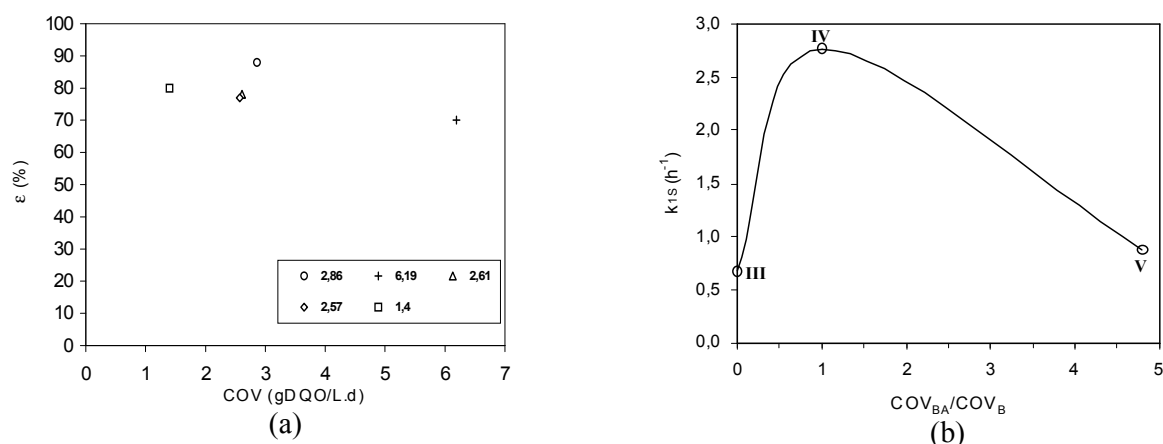 100
90
80
70
60
50
40
30
20
10
0
ε (%)
2,86 6,19 2,61
2,57 1,4
0 1 2 3 4 5 6 7
COV (gDQO/L.d)
(a)
3,0
2,5
2,0
1,5
1,0
0,5
0,0
k1s (h-1)
IV
III
V
0 1 2 3 4 5
COVBA/COVB
(b)